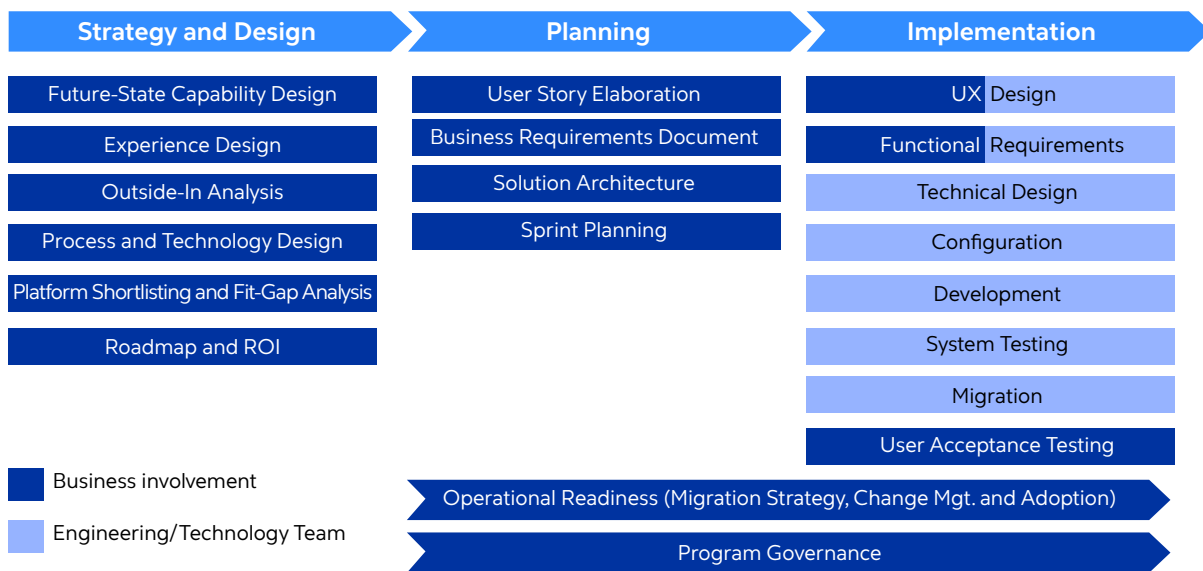 Strategy and Design
Planning
Implementation
Future-State Capability Design
Experience Design
Outside-In Analysis
Process and Technology Design
Platform Shortlisting and Fit-Gap Analysis
Roadmap and ROI
User Story Elaboration
Business Requirements Document
Solution Architecture
Sprint Planning
UX Design
Functional Requirements
Technical Design
Configuration
Development
System Testing
Migration
User Acceptance Testing
Business involvement
Engineering/Technology Team
Operational Readiness (Migration Strategy, Change Mgt. and Adoption)
Program Governance